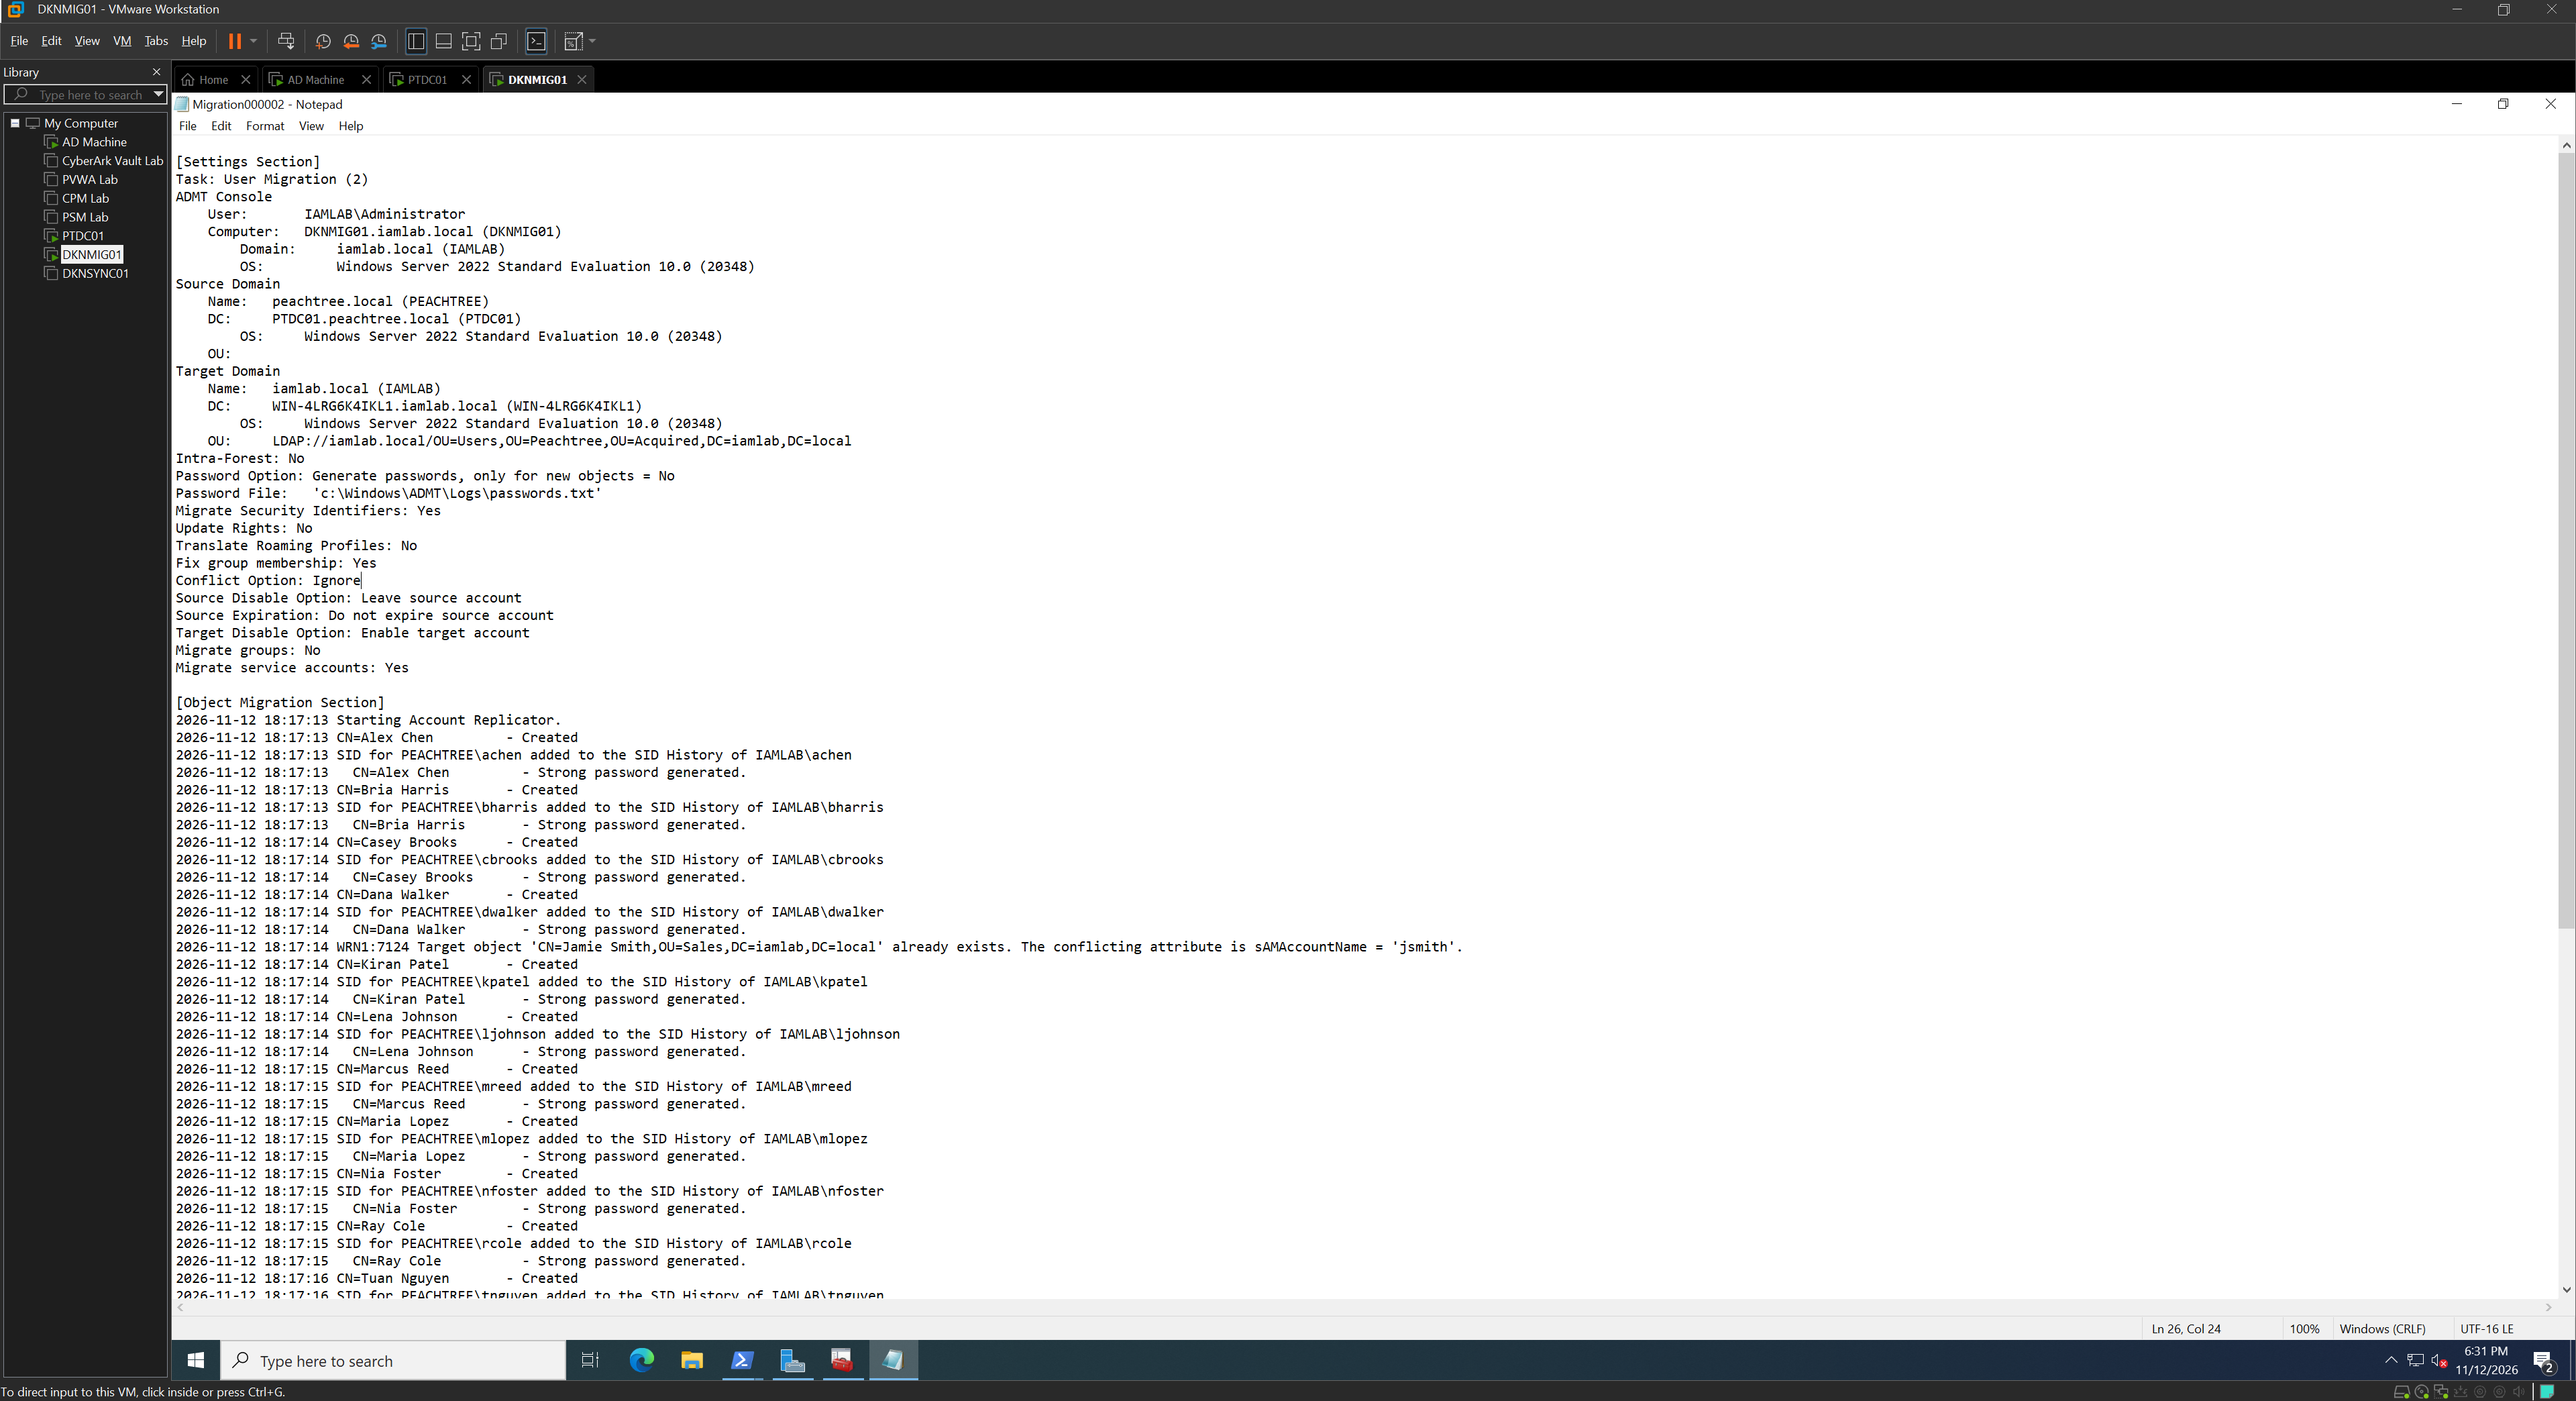 DKNMIG01 - VMware Workstation
File Edit View VM Tabs Help
Library
Type here to search
My Computer
AD Machine
CyberArk Vault Lab
PVWA Lab
CPM Lab
PSM Lab
PTDC01
DKNMIG01
DKNSYNC01
Home AD Machine PTDC01 DKNMIG01
Migration000002 - Notepad
File Edit Format View Help
[Settings Section]
Task: User Migration (2)
ADMT Console
User: IAMLAB\Administrator
Computer: DKNMIG01.iamlab.local (DKNMIG01)
Domain: iamlab.local (IAMLAB)
OS: Windows Server 2022 Standard Evaluation 10.0 (20348)
Source Domain
Name: peachtree.local (PEACHTREE)
DC: PTDC01.peachtree.local (PTDC01)
OS: Windows Server 2022 Standard Evaluation 10.0 (20348)
OU:
Target Domain
Name: iamlab.local (IAMLAB)
DC: WIN-4LRG6K4IKL1.iamlab.local (WIN-4LRG6K4IKL1)
OS: Windows Server 2022 Standard Evaluation 10.0 (20348)
OU: LDAP://iamlab.local/OU=Users,OU=Peachtree,OU=Acquired,DC=iamlab,DC=local
Intra-Forest: No
Password Option: Generate passwords, only for new objects = No
Password File: 'c:\Windows\ADMT\Logs\passwords.txt'
Migrate Security Identifiers: Yes
Update Rights: No
Translate Roaming Profiles: No
Fix group membership: Yes
Conflict Option: Ignore
Source Disable Option: Leave source account
Source Expiration: Do not expire source account
Target Disable Option: Enable target account
Migrate groups: No
Migrate service accounts: Yes
[Object Migration Section]
2026-11-12 18:17:13 Starting Account Replicator.
2026-11-12 18:17:13 CN=Alex Chen - Created
2026-11-12 18:17:13 SID for PEACHTREE\achen added to the SID History of IAMLAB\achen
2026-11-12 18:17:13 CN=Alex Chen - Strong password generated.
2026-11-12 18:17:13 CN=Bria Harris - Created
2026-11-12 18:17:13 SID for PEACHTREE\bharris added to the SID History of IAMLAB\bharris
2026-11-12 18:17:13 CN=Bria Harris - Strong password generated.
2026-11-12 18:17:14 CN=Casey Brooks - Created
2026-11-12 18:17:14 SID for PEACHTREE\cbrooks added to the SID History of IAMLAB\cbrooks
2026-11-12 18:17:14 CN=Casey Brooks - Strong password generated.
2026-11-12 18:17:14 CN=Dana Walker - Created
2026-11-12 18:17:14 SID for PEACHTREE\dwalker added to the SID History of IAMLAB\dwalker
2026-11-12 18:17:14 CN=Dana Walker - Strong password generated.
2026-11-12 18:17:14 WRN1:7124 Target object 'CN=Jamie Smith,OU=Sales,DC=iamlab,DC=local' already exists. The conflicting attribute is sAMAccountName = 'jsmith'.
2026-11-12 18:17:14 CN=Kiran Patel - Created
2026-11-12 18:17:14 SID for PEACHTREE\kpatel added to the SID History of IAMLAB\kpatel
2026-11-12 18:17:14 CN=Kiran Patel - Strong password generated.
2026-11-12 18:17:14 CN=Lena Johnson - Created
2026-11-12 18:17:14 SID for PEACHTREE\ljohnson added to the SID History of IAMLAB\ljohnson
2026-11-12 18:17:14 CN=Lena Johnson - Strong password generated.
2026-11-12 18:17:15 CN=Marcus Reed - Created
2026-11-12 18:17:15 SID for PEACHTREE\mreed added to the SID History of IAMLAB\mreed
2026-11-12 18:17:15 CN=Marcus Reed - Strong password generated.
2026-11-12 18:17:15 CN=Maria Lopez - Created
2026-11-12 18:17:15 SID for PEACHTREE\mlopez added to the SID History of IAMLAB\mlopez
2026-11-12 18:17:15 CN=Maria Lopez - Strong password generated.
2026-11-12 18:17:15 CN=Nia Foster - Created
2026-11-12 18:17:15 SID for PEACHTREE\nfoster added to the SID History of IAMLAB\nfoster
2026-11-12 18:17:15 CN=Nia Foster - Strong password generated.
2026-11-12 18:17:15 CN=Ray Cole - Created
2026-11-12 18:17:15 SID for PEACHTREE\rcole added to the SID History of IAMLAB\rcole
2026-11-12 18:17:15 CN=Ray Cole - Strong password generated.
2026-11-12 18:17:16 CN=Tuan Nguyen - Created
2026-11-12 18:17:16 SID for PEACHTREE\tnguyen added to the SID History of IAMLAB\tnguyen
Ln 26, Col 24 100% Windows (CRLF) UTF-16 LE
Type here to search
6:31 PM
11/12/2026
2
To direct input to this VM, click inside or press Ctrl+G.